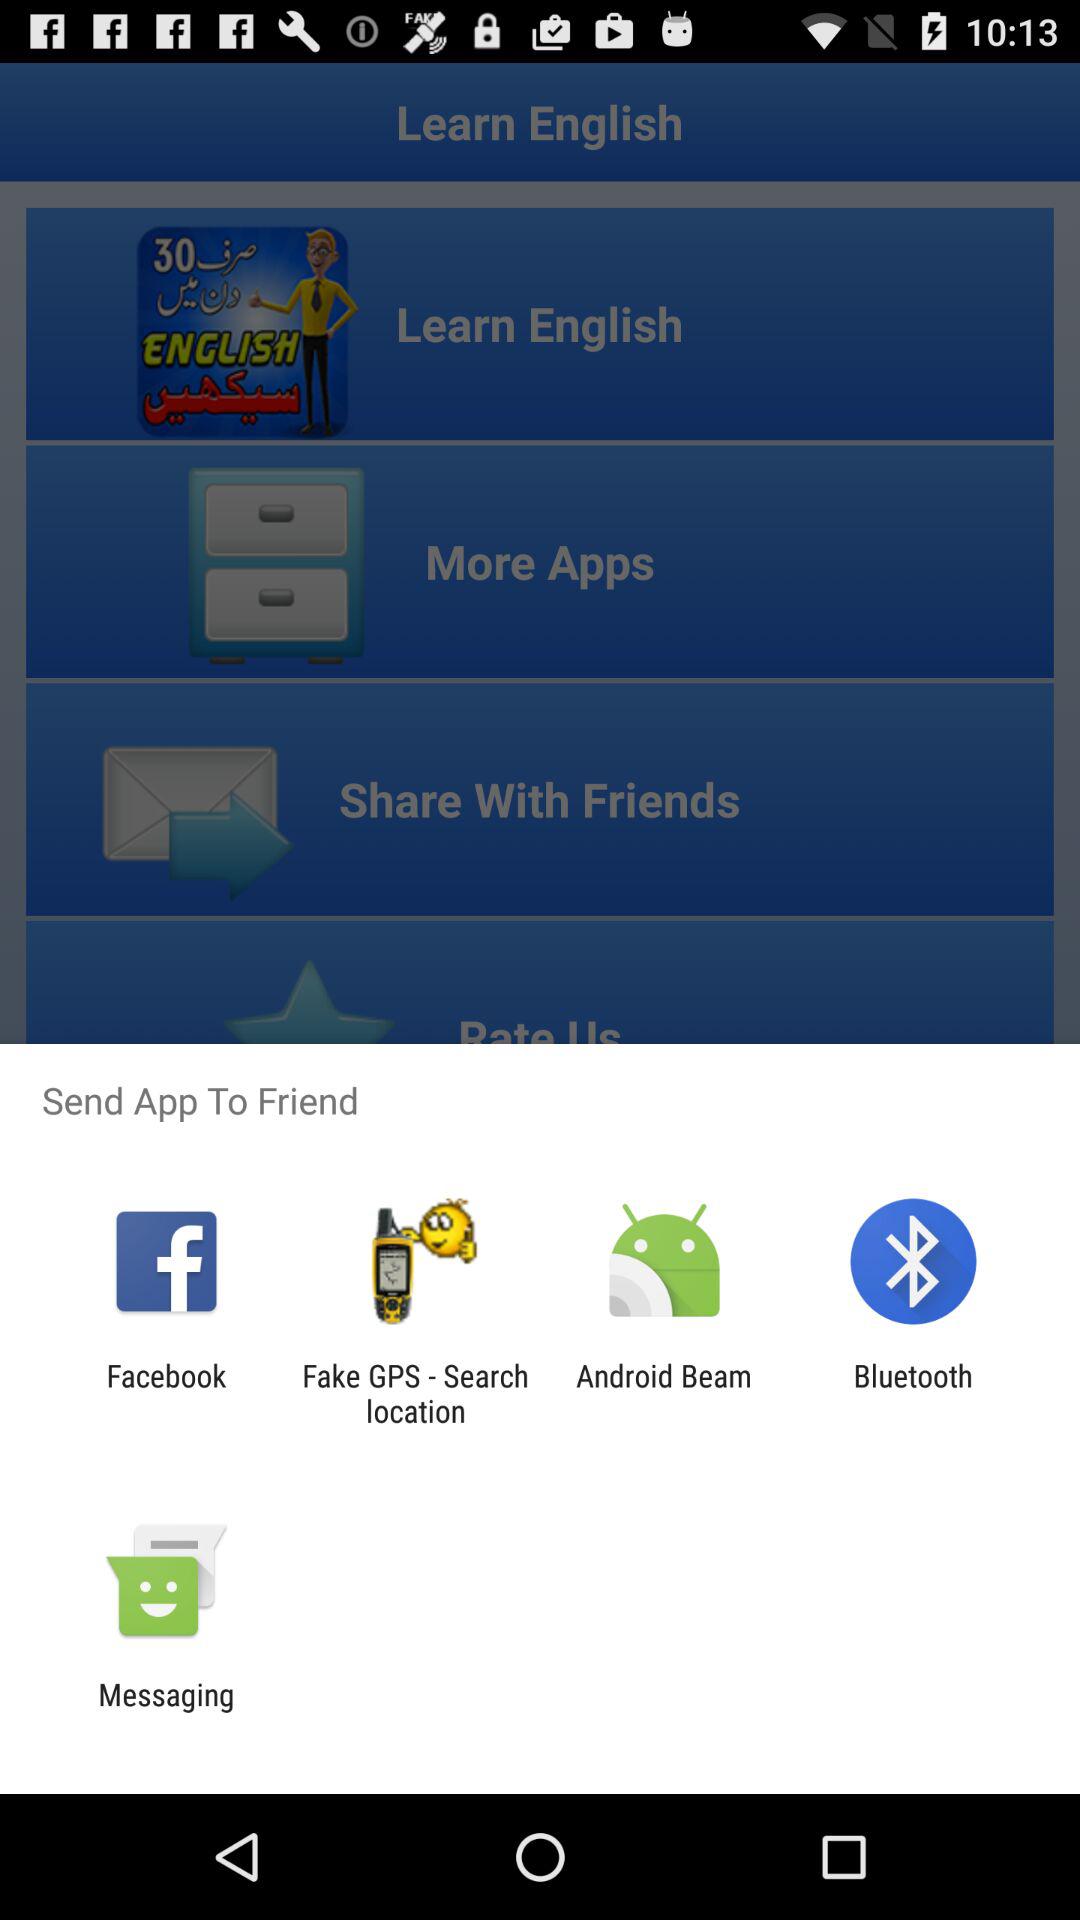 FAKE
10:13
Learn English
30 صرف
دن میں
ENGLISH
سیکھیں
Learn English
More Apps
Share With Friends
Rate Us
Send App To Friend
Facebook
Fake GPS - Search
location
Android Beam
Bluetooth
Messaging